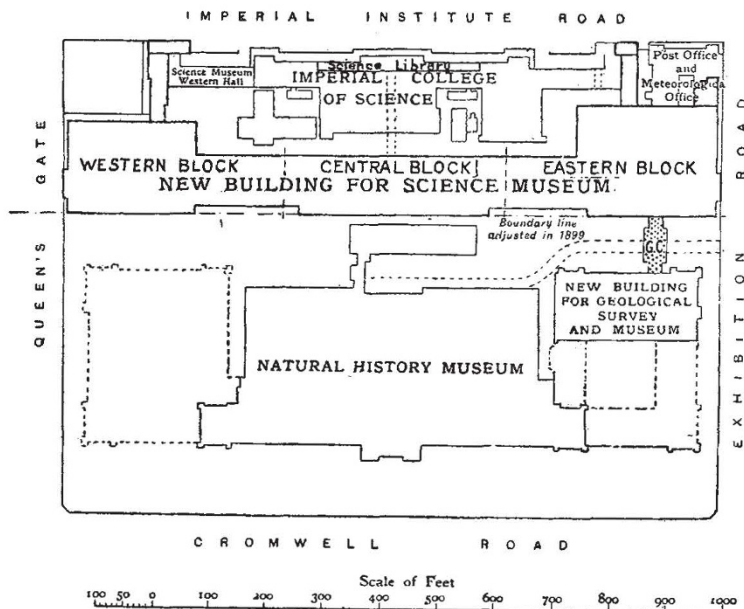 IMPERIAL INSTITUTE ROAD
Science Library
Science Museum
Western Hall
IMPERIAL COLLEGE
OF SCIENCE
Post Office
and
Meteorologica
Office
GATE
ROAD
WESTERN BLOCK
CENTRAL BLOCK
EASTERN BLOCK
NEW BUILDING FOR SCIENCE MUSEUM
Boundary line
adjusted in 1899
G.C.
QUEEN'S
NEW BUILDING
FOR GEOLOGICAL
SURVEY
AND MUSEUM
NATURAL HISTORY MUSEUM
EXHIBITION
CROMWELL ROAD
Scale of Feet
100 50 0 100 200 300 400 500 600 700 800 900 1000